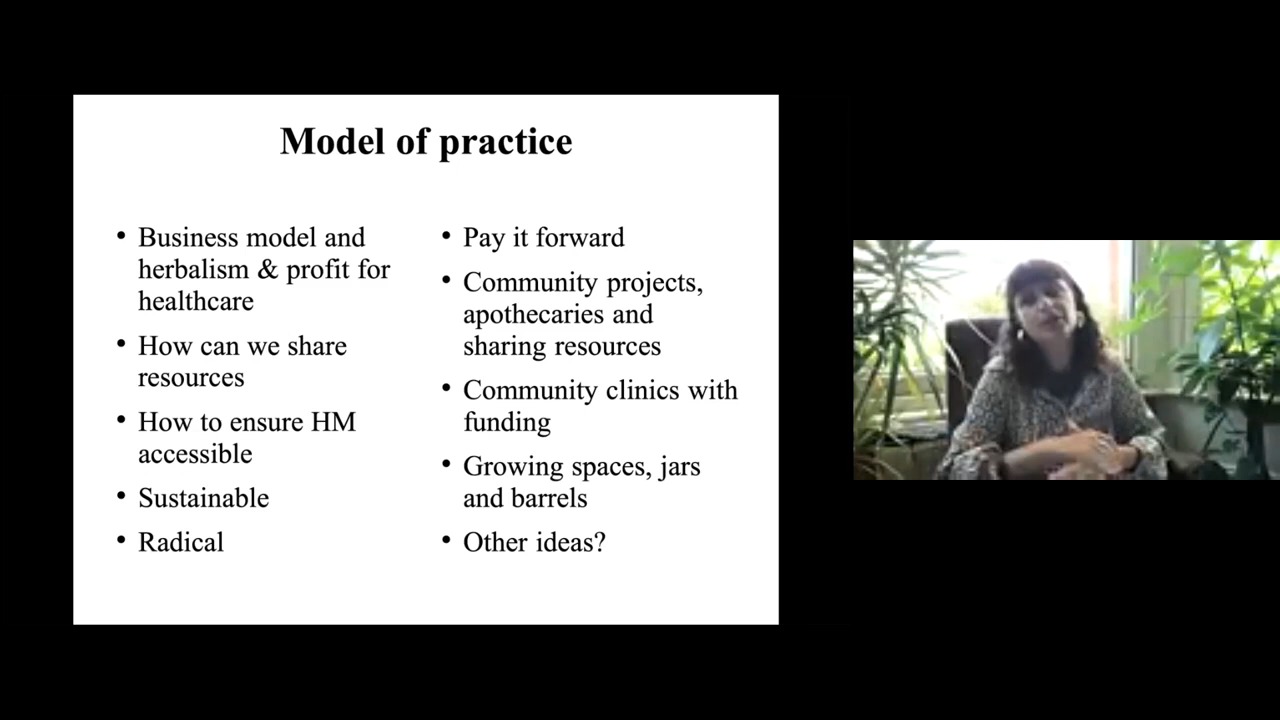 Model of practice
• Business model and
herbalism & profit for
healthcare
• How can we share
resources
• How to ensure HM
accessible
• Sustainable
• Radical
• Pay it forward
• Community projects,
apothecaries and
sharing resources
• Community clinics with
funding
• Growing spaces, jars
and barrels
• Other ideas?